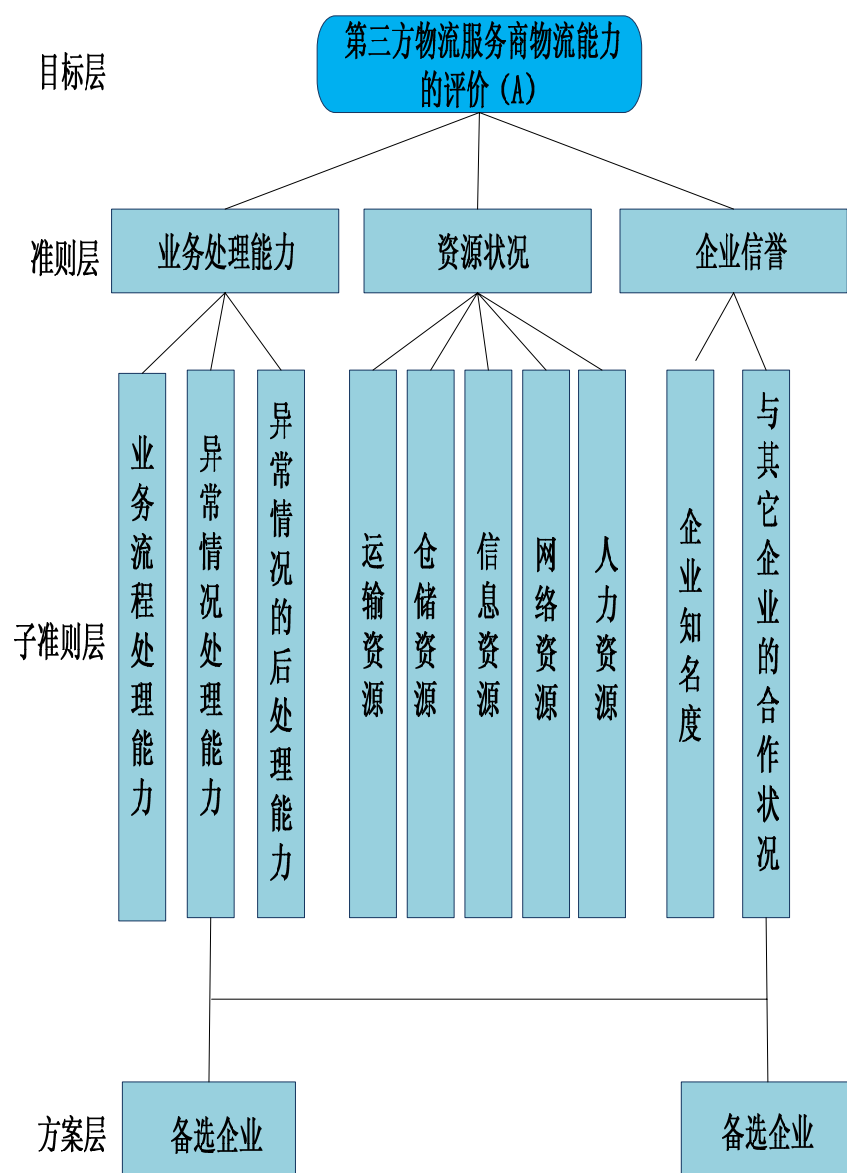 目标层
第三方物流服务商物流能力
的评价（A）
准则层
业务处理能力
资源状况
企业信誉
子准则层
业务流程处理能力
异常情况处理能力
异常情况的后处理能力
运输资源
仓储资源
信息资源
网络资源
人力资源
企业知名度
与其它企业的合作状况
方案层
备选企业
备选企业